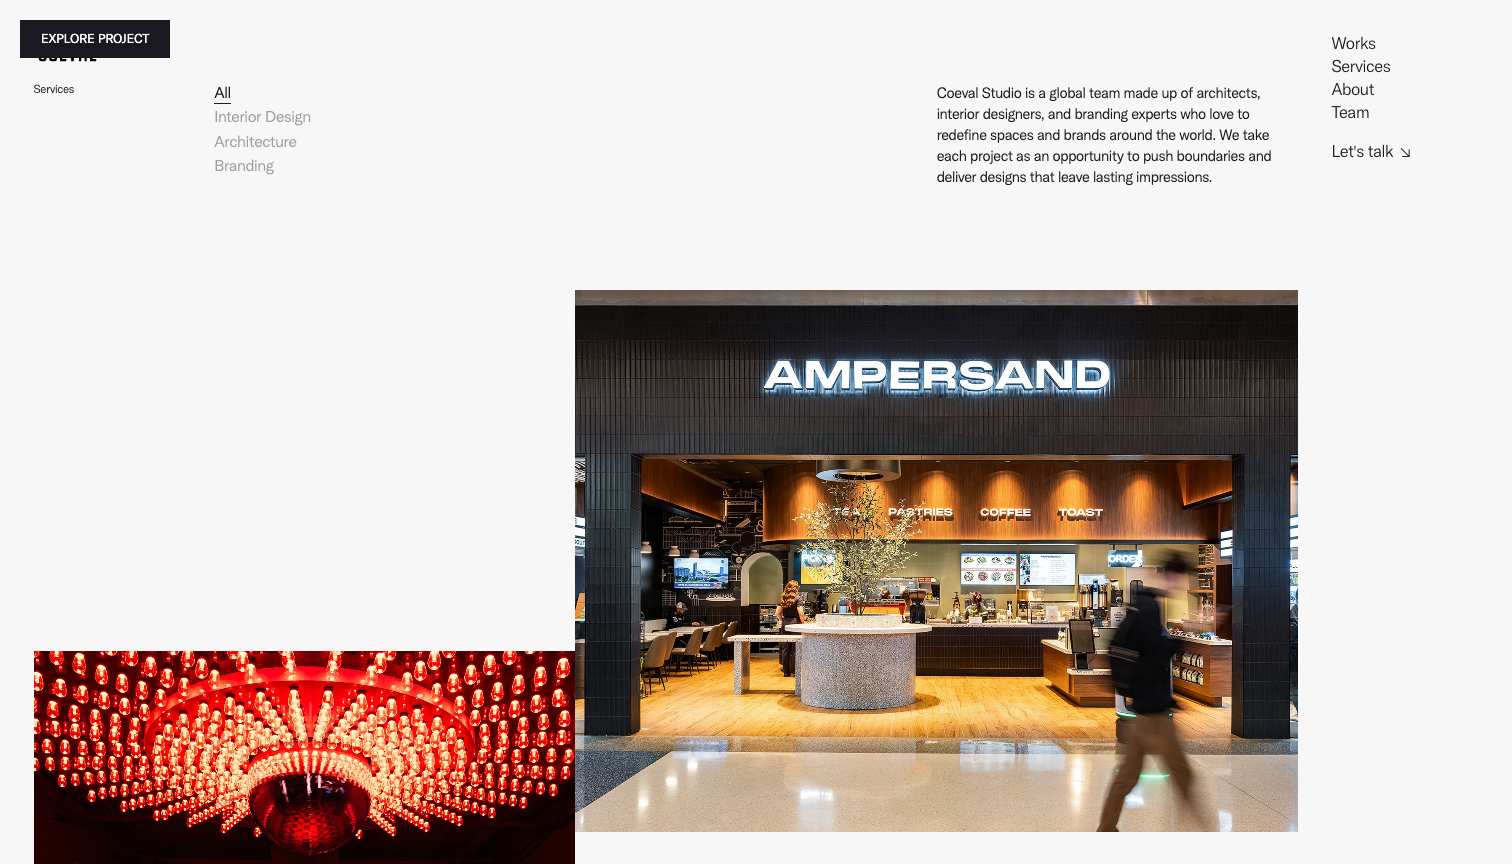 EXPLORE PROJECT
Services
All
Interior Design
Architecture
Branding
Coeval Studio is a global team made up of architects,
interior designers, and branding experts who love to
redefine spaces and brands around the world. We take
each project as an opportunity to push boundaries and
deliver designs that leave lasting impressions.
Works
Services
About
Team
Let's talk ↘
AMPERSAND
TEA PASTRIES COFFEE TOAST
ORDER